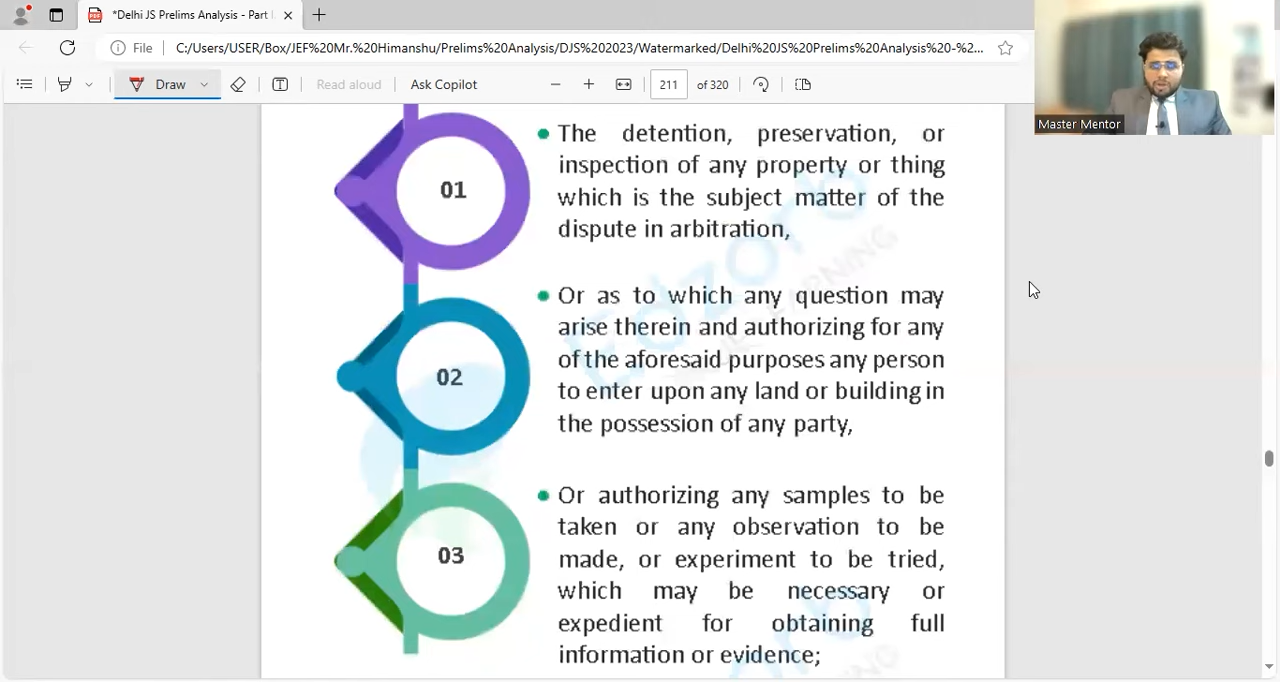 *Delhi JS Prelims Analysis - Part I
File
C:/Users/USER/Box/JEF%20Mr.%20Himanshu/Prelims%20Analysis/DJS%202023/Watermarked/Delhi%20JS%20Prelims%20Analysis%20-%2...
Draw
Read aloud
Ask Copilot
211 of 320
Master Mentor
01
The detention, preservation, or
inspection of any property or thing
which is the subject matter of the
dispute in arbitration,
02
Or as to which any question may
arise therein and authorizing for any
of the aforesaid purposes any person
to enter upon any land or building in
the possession of any party,
03
Or authorizing any samples to be
taken or any observation to be
made, or experiment to be tried,
which may be necessary or
expedient for obtaining full
information or evidence;
Edzorb